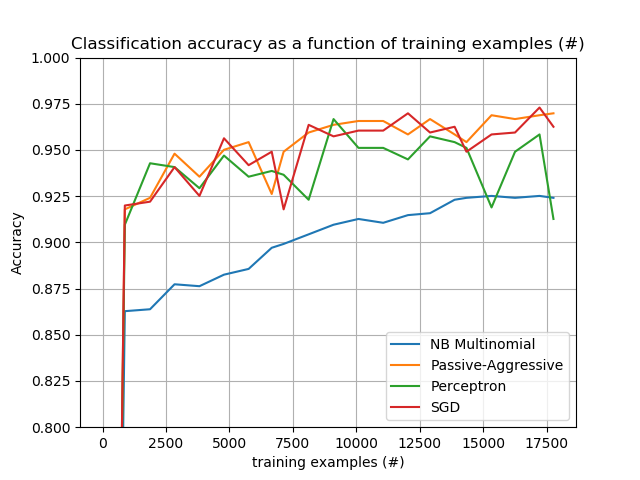 Classification accuracy as a function of training examples (#)
1.000
0.975
0.950
0.925
0.900
0.875
0.850
0.825
0.800
Accuracy
NB Multinomial
Passive-Aggressive
Perceptron
SGD
0 2500 5000 7500 10000 12500 15000 17500
training examples (#)